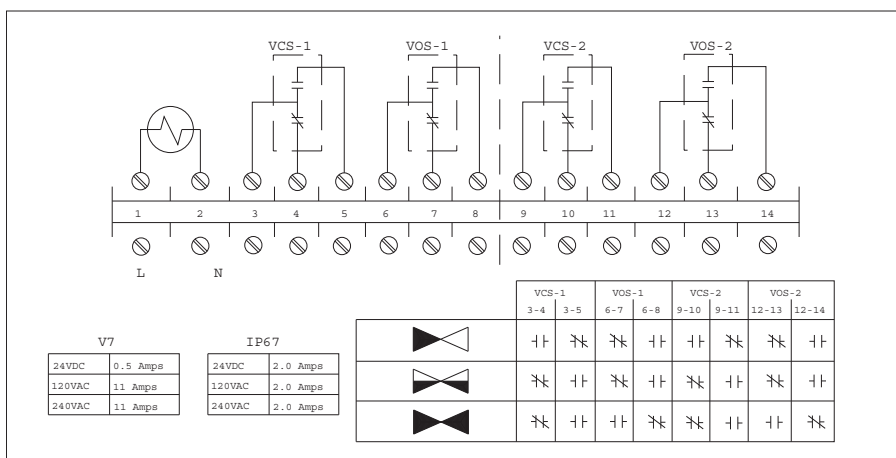 VCS-1 VOS-1 VCS-2 VOS-2
1 2 3 4 5 6 7 8 9 10 11 12 13 14
L N
VCS-1 VOS-1 VCS-2 VOS-2
3-4 3-5 6-7 6-8 9-10 9-11 12-13 12-14
V7
24VDC 0.5 Amps
120VAC 11 Amps
240VAC 11 Amps
IP67
24VDC 2.0 Amps
120VAC 2.0 Amps
240VAC 2.0 Amps